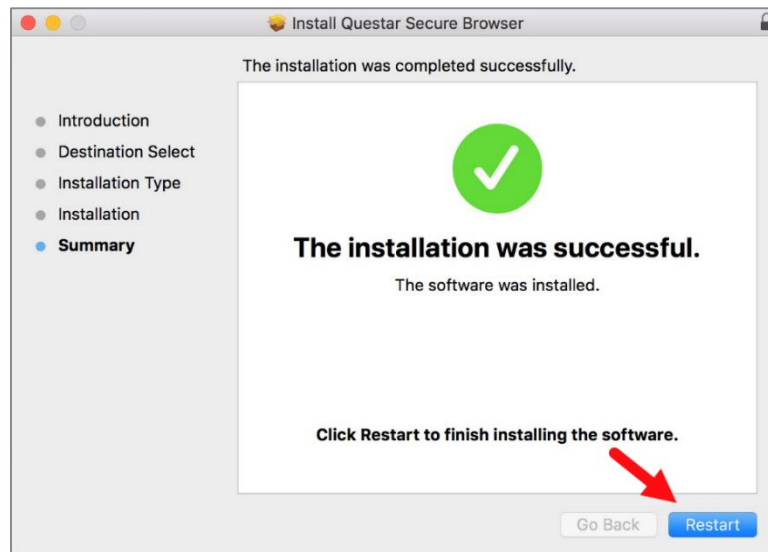 Install Questar Secure Browser
The installation was completed successfully.
Introduction
Destination Select
Installation Type
Installation
Summary
The installation was successful.
The software was installed.
Click Restart to finish installing the software.
Go Back
Restart